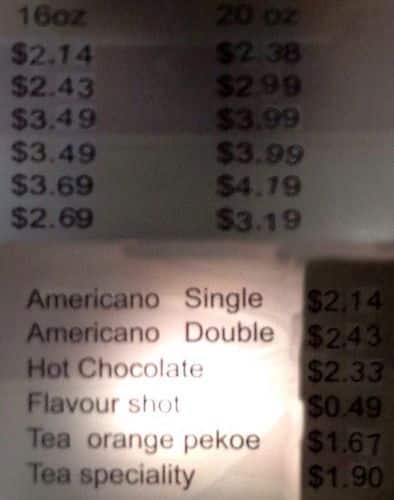 16oz 20 oz
$2.14 $2.38
$2.43 $2.99
$3.49 $3.99
$3.49 $3.99
$3.69 $4.19
$2.69 $3.19
Americano Single $2.14
Americano Double $2.43
Hot Chocolate $2.33
Flavour shot $0.49
Tea orange pekoe $1.67
Tea speciality $1.90